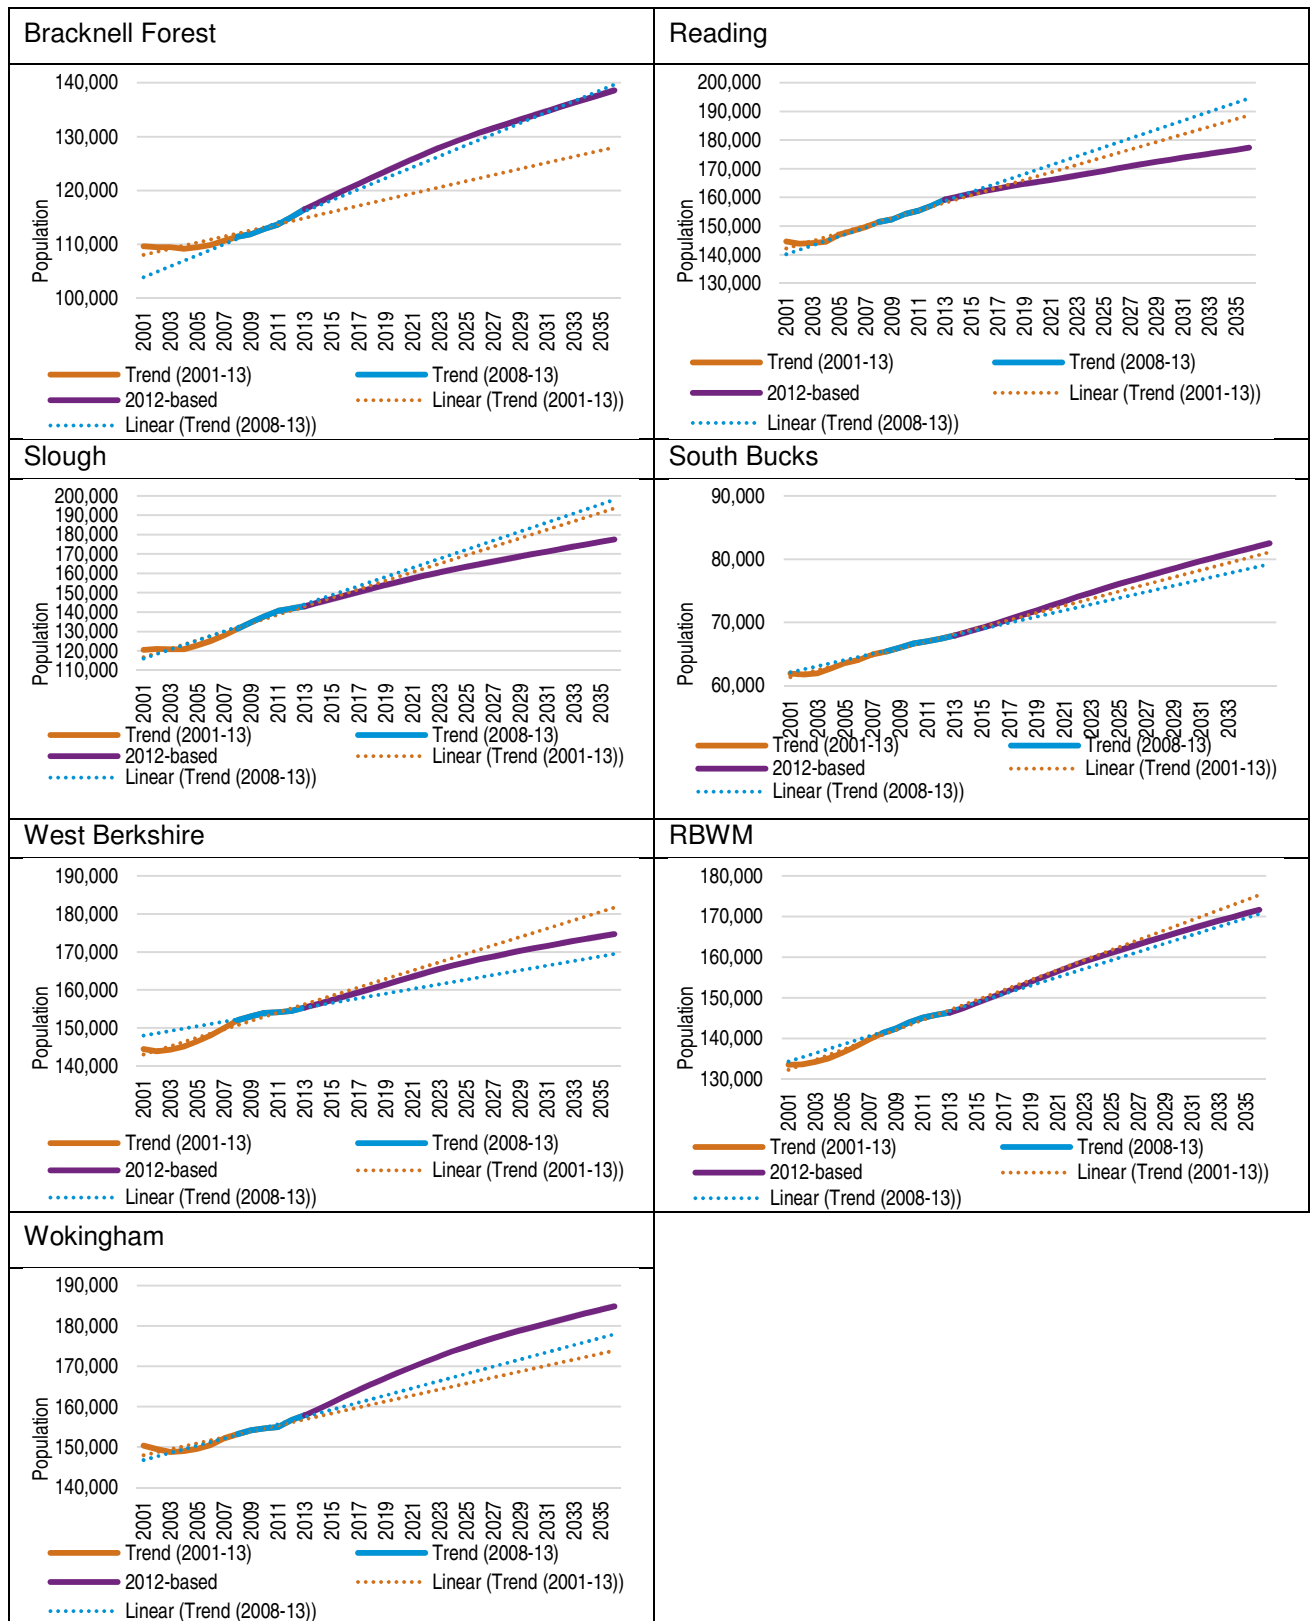 Bracknell Forest
140,000
130,000
120,000
110,000
100,000
Population
2001 2003 2005 2007 2009 2011 2013 2015 2017 2019 2021 2023 2025 2027 2029 2031 2033 2035
Trend (2001-13) Trend (2008-13)
2012-based Linear (Trend (2001-13))
Linear (Trend (2008-13))
Reading
200,000
190,000
180,000
170,000
160,000
150,000
140,000
130,000
Population
2001 2003 2005 2007 2009 2011 2013 2015 2017 2019 2021 2023 2025 2027 2029 2031 2033 2035
Trend (2001-13) Trend (2008-13)
2012-based Linear (Trend (2001-13))
Linear (Trend (2008-13))
Slough
200,000
190,000
180,000
170,000
160,000
150,000
140,000
130,000
120,000
110,000
Population
2001 2003 2005 2007 2009 2011 2013 2015 2017 2019 2021 2023 2025 2027 2029 2031 2033 2035
Trend (2001-13) Trend (2008-13)
2012-based Linear (Trend (2001-13))
Linear (Trend (2008-13))
South Bucks
90,000
80,000
70,000
60,000
Population
2001 2003 2005 2007 2009 2011 2013 2015 2017 2019 2021 2023 2025 2027 2029 2031 2033
Trend (2001-13) Trend (2008-13)
2012-based Linear (Trend (2001-13))
Linear (Trend (2008-13))
West Berkshire
190,000
180,000
170,000
160,000
150,000
140,000
Population
2001 2003 2005 2007 2009 2011 2013 2015 2017 2019 2021 2023 2025 2027 2029 2031 2033 2035
Trend (2001-13) Trend (2008-13)
2012-based Linear (Trend (2001-13))
Linear (Trend (2008-13))
RBWM
180,000
170,000
160,000
150,000
140,000
130,000
Population
2001 2003 2005 2007 2009 2011 2013 2015 2017 2019 2021 2023 2025 2027 2029 2031 2033 2035
Trend (2001-13) Trend (2008-13)
2012-based Linear (Trend (2001-13))
Linear (Trend (2008-13))
Wokingham
190,000
180,000
170,000
160,000
150,000
140,000
Population
2001 2003 2005 2007 2009 2011 2013 2015 2017 2019 2021 2023 2025 2027 2029 2031 2033 2035
Trend (2001-13) Trend (2008-13)
2012-based Linear (Trend (2001-13))
Linear (Trend (2008-13))